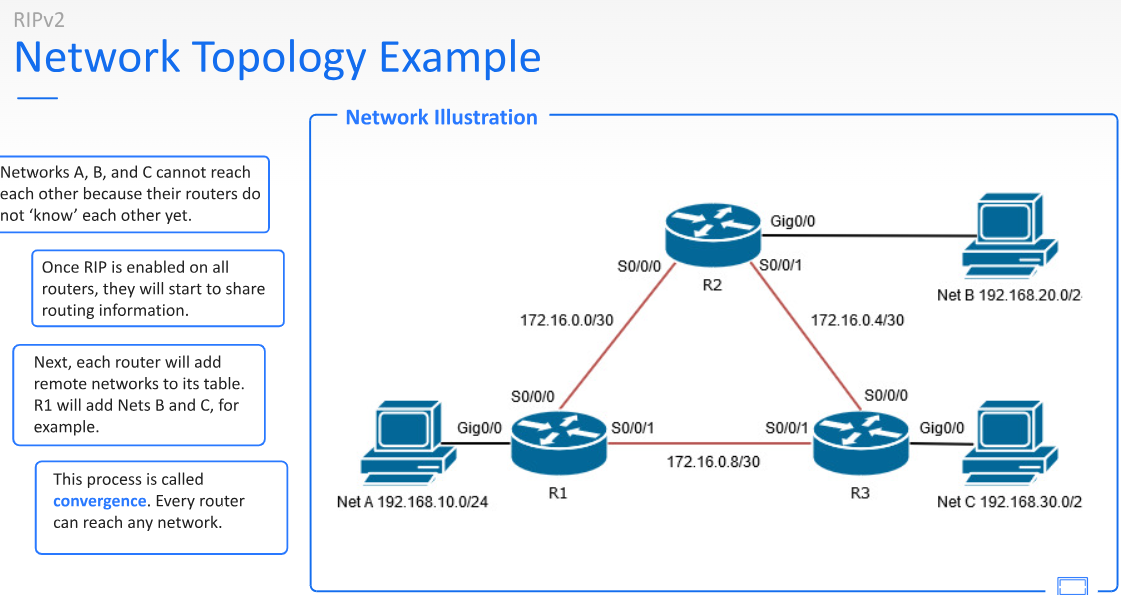 RIPv2
Network Topology Example
Network Illustration
Networks A, B, and C cannot reach
each other because their routers do
not ‘know’ each other yet.
Once RIP is enabled on all
routers, they will start to share
routing information.
Next, each router will add
remote networks to its table.
R1 will add Nets B and C, for
example.
This process is called
convergence. Every router
can reach any network.
Gig0/0
S0/0/0
S0/0/1
R2
Net B 192.168.20.0/2
172.16.0.0/30
172.16.0.4/30
S0/0/0
S0/0/0
Gig0/0
S0/0/1
S0/0/1
Gig0/0
172.16.0.8/30
R1
R3
Net A 192.168.10.0/24
Net C 192.168.30.0/2